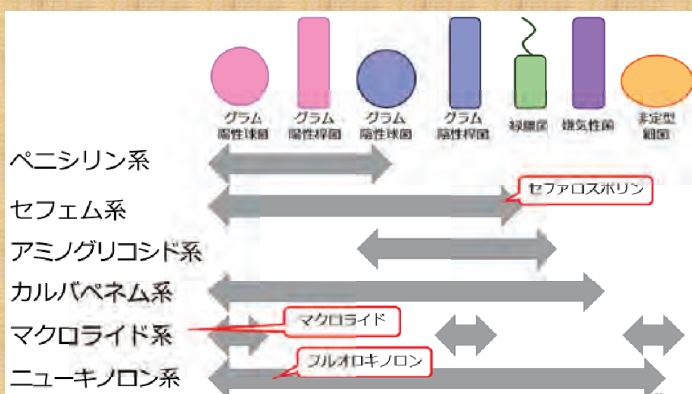 グラム
陽性球菌
グラム
陽性桿菌
グラム
陰性球菌
グラム
陰性桿菌
緑膿菌
嫌気性菌
非定型
細菌
ペニシリン系
セフェム系
セファロスポリン
アミノグリコシド系
カルバペネム系
マクロライド系
マクロライド
ニューキノロン系
フルオロキノロン